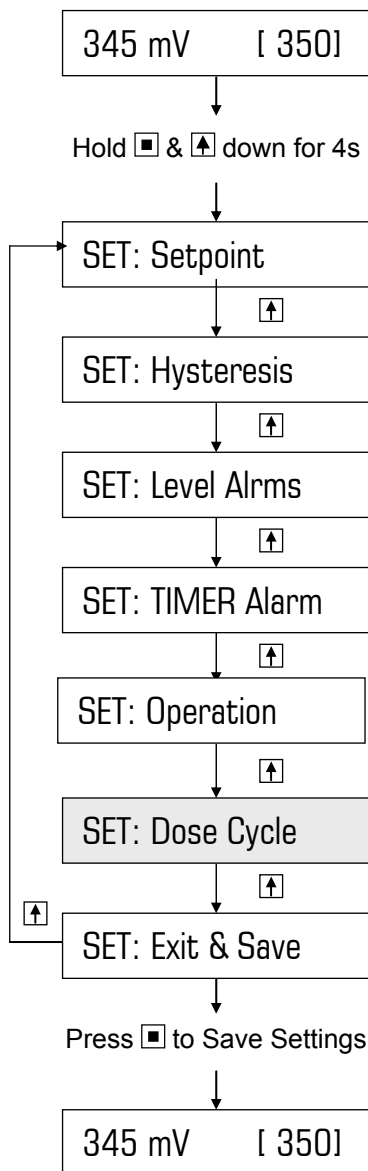 345 mV [ 350]
Hold ■ & ↑ down for 4s
SET: Setpoint
↑
SET: Hysteresis
↑
SET: Level Alrms
↑
SET: TIMER Alarm
↑
SET: Operation
↑
SET: Dose Cycle
↑
↑
SET: Exit & Save
Press ■ to Save Settings
345 mV [ 350]